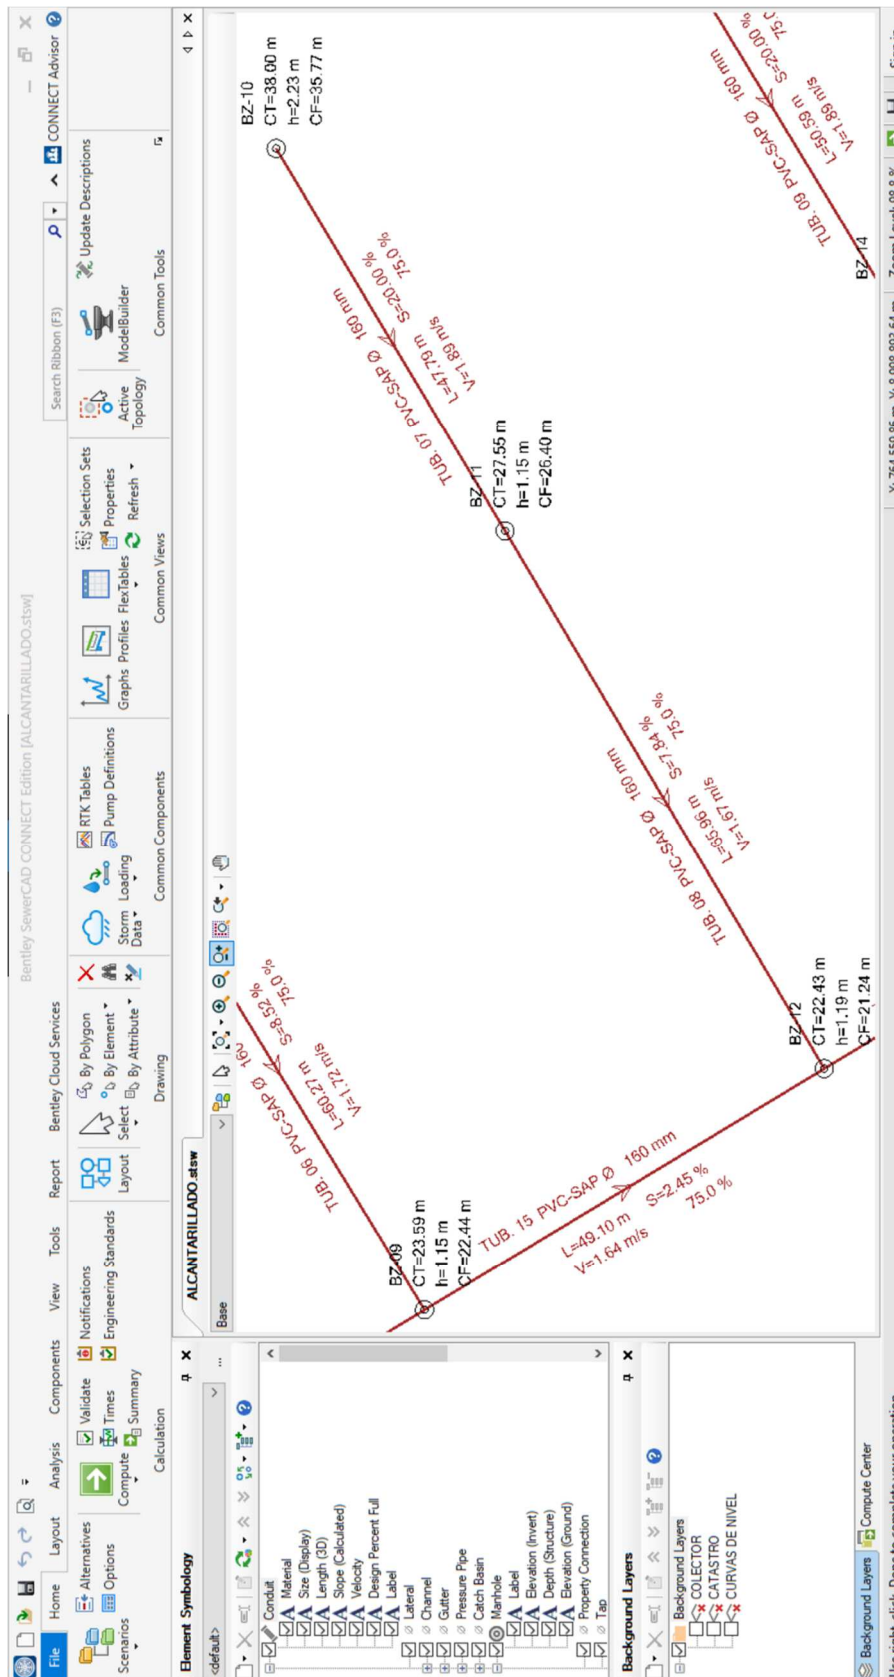 Bentley SewerCAD CONNECT Edition [ALCANTARILLADO.stsw]
File Home Layout Analysis Components View Tools Report Bentley Cloud Services
Search Ribbon (F3)
CONNECT Advisor
Scenarios
Alternatives
Options
Compute
Validate
Times
Summary
Notifications
Engineering Standards
Calculation
Layout
Select
By Polygon
By Element
By Attribute
Drawing
Storm Data
Loading
RTK Tables
Pump Definitions
Common Components
Graphs
Profiles
FlexTables
Selection Sets
Properties
Refresh
Common Views
Active Topology
ModelBuilder
Update Descriptions
Common Tools
Element Symbology
<default>
Conduit
Material
Size (Display)
Length (3D)
Slope (Calculated)
Velocity
Design Percent Full
Label
Lateral
Channel
Gutter
Pressure Pipe
Catch Basin
Manhole
Label
Elevation (Invert)
Depth (Structure)
Elevation (Ground)
Property Connection
Tap
Background Layers
Background Layers
COLECTOR
CATASTRO
CURVAS DE NIVEL
Background Layers
Compute Center
ALCANTARILLADO.stsw
Base
TUB. 06 PVC-SAP Ø 160
S=8.52 %
L=60.27 m
75.0 %
V=1.72 m/s
BZ-09
CT=23.59 m
h=1.15 m
CF=22.44 m
TUB. 15 PVC-SAP Ø 160 mm
L=49.10 m
S=2.45 %
V=1.64 m/s
75.0 %
BZ-12
CT=22.43 m
h=1.19 m
CF=21.24 m
TUB. 08 PVC-SAP Ø 160 mm
L=65.96 m
S=7.84 %
V=1.67 m/s
75.0 %
BZ-11
CT=27.55 m
h=1.15 m
CF=26.40 m
TUB. 07 PVC-SAP Ø 160 mm
L=47.79 m
S=20.00 %
V=1.89 m/s
75.0 %
BZ-10
CT=38.00 m
h=2.23 m
CF=35.77 m
TUB. 09 PVC-SAP Ø 160 mm
L=50.59 m
S=20.00 %
V=1.89 m/s
75.0
BZ-14